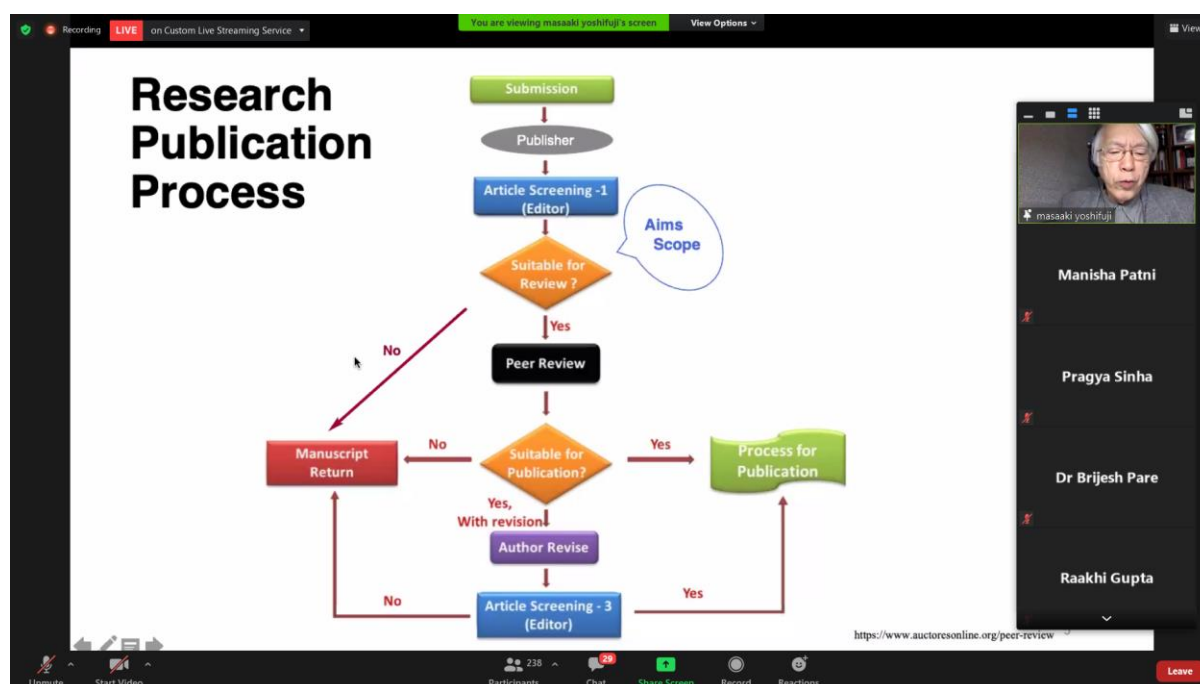 You are viewing masaaki yoshifuji's screen
View Options
Recording
LIVE
on Custom Live Streaming Service
View
Research
Publication
Process
Submission
Publisher
Article Screening -1
(Editor)
Aims
Scope
Suitable for
Review ?
Yes
No
Peer Review
Manuscript
Return
No
Suitable for
Publication?
Yes
Process for
Publication
Yes,
With revision
Author Revise
No
Article Screening - 3
(Editor)
Yes
https://www.auctoresonline.org/peer-review
5
masaaki yoshifuji
Manisha Patni
Pragya Sinha
Dr Brijesh Pare
Raakhi Gupta
Unmute
Start Video
238
Participants
29
Chat
Share Screen
Record
Reactions
Leave